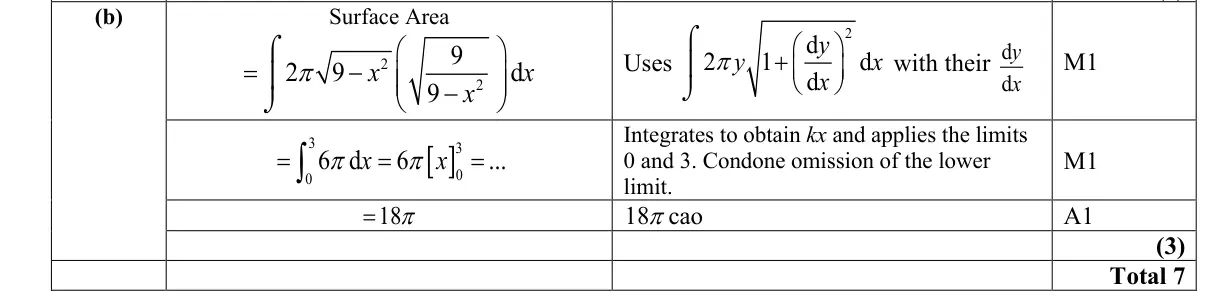 (b) Surface Area
= ∫ 2π√(9 − x²) (√(9/(9 − x²))) dx
Uses ∫ 2πy√(1 + (dy/dx)²) dx with their dy/dx
M1
= ∫₀³ 6π dx = 6π [x]₀³ = ...
Integrates to obtain kx and applies the limits
0 and 3. Condone omission of the lower
limit.
M1
= 18π
18π cao
A1
(3)
Total 7